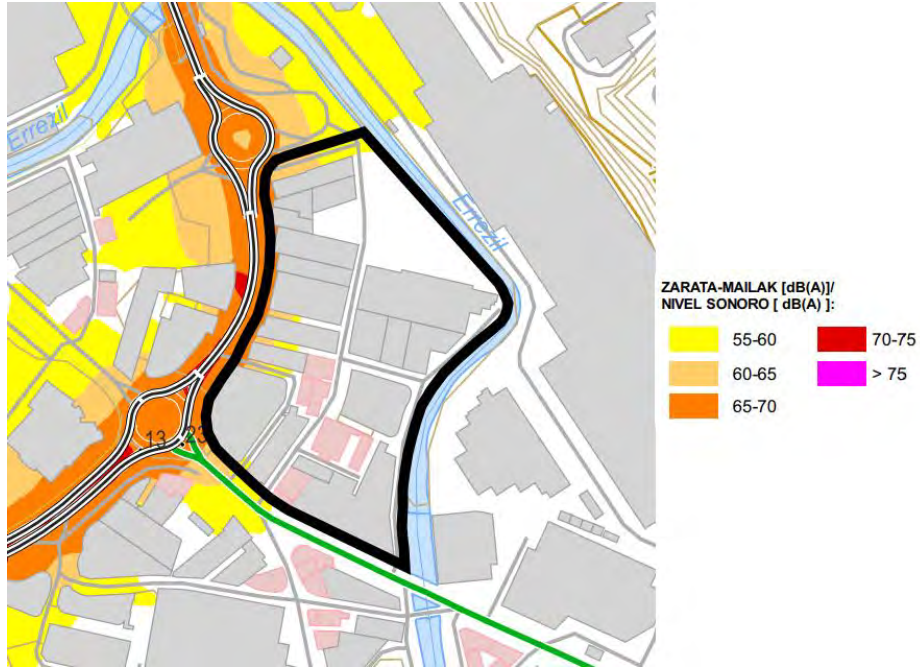 Errezil
Errezil
13
23
ZARATA-MAILAK [dB(A)]/
NIVEL SONORO [ dB(A) ]:
55-60
60-65
65-70
70-75
> 75